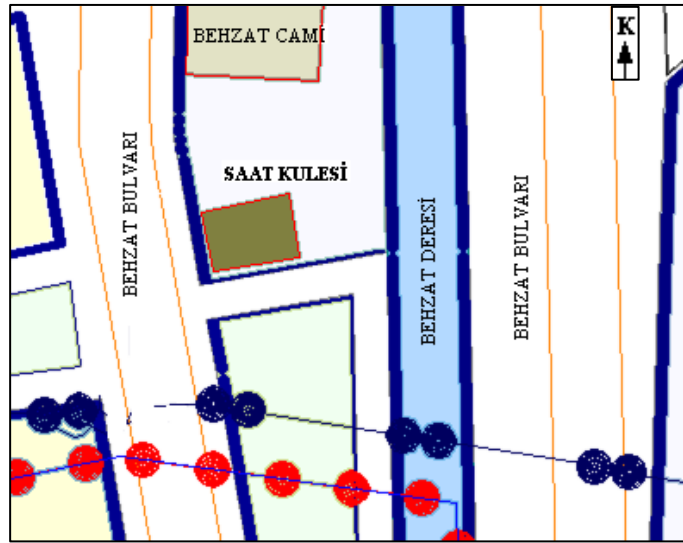 K
BEHZAT CAMİ
SAAT KULESİ
BEHZAT BULVARI
BEHZAT DERESİ
BEHZAT BULVARI